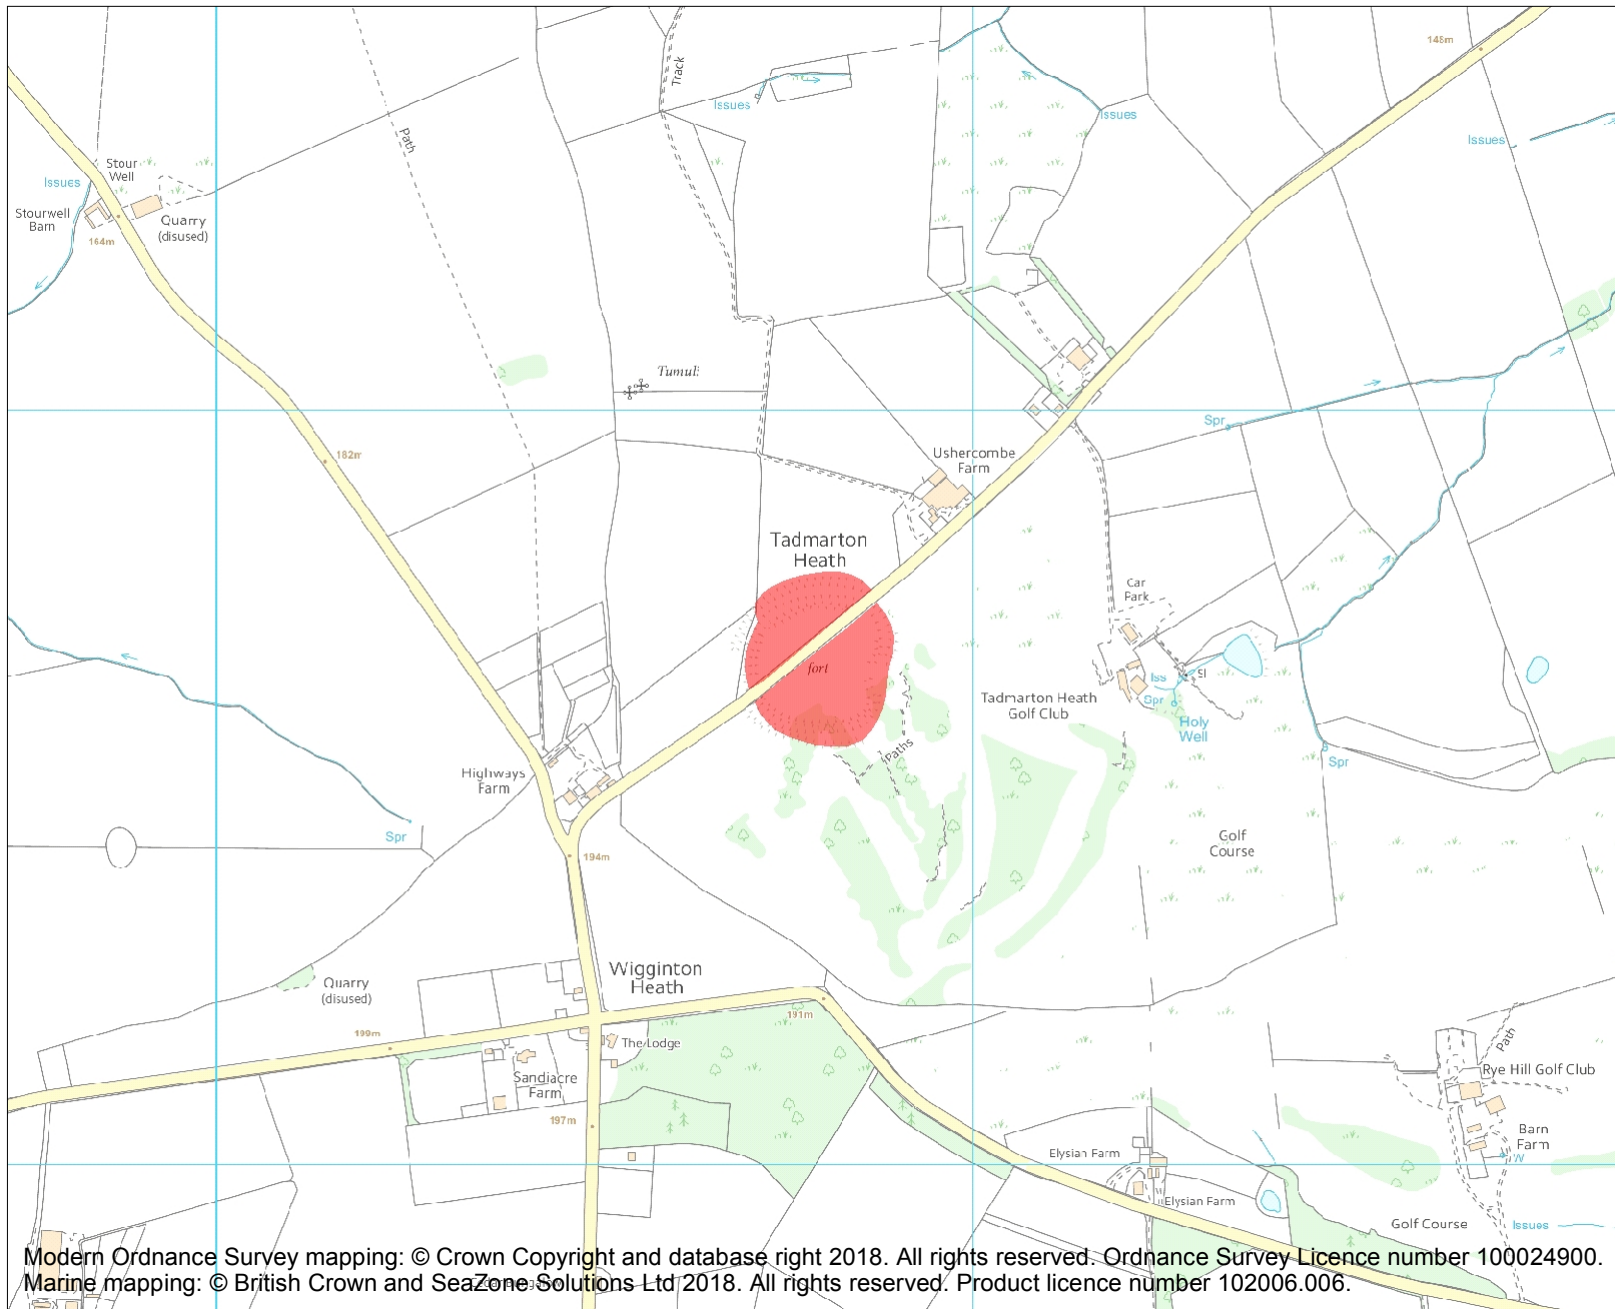 148m
Track
Issues
Issues
Issues
Path
Stour
Well
Issues
Stourwell
Barn
Quarry
(disused)
164m
Tumuli
182m
Spr
Ushercombe
Farm
Tadmarton
Heath
Car
Park
fort
Iss
SI
Spr
Tadmarton Heath
Golf Club
Holy
Well
Paths
Spr
Highways
Farm
Spr
Golf
Course
194m
Wigginton
Heath
Quarry
(disused)
191m
199m
The Lodge
Path
Rye Hill Golf Club
Sandiacre
Farm
197m
Barn
Farm
W
Elysian Farm
Elysian Farm
Golf Course
Issues
Modern Ordnance Survey mapping: © Crown Copyright and database right 2018. All rights reserved. Ordnance Survey Licence number 100024900.
Marine mapping: © British Crown and SeaZone Solutions Ltd 2018. All rights reserved. Product licence number 102006.006.